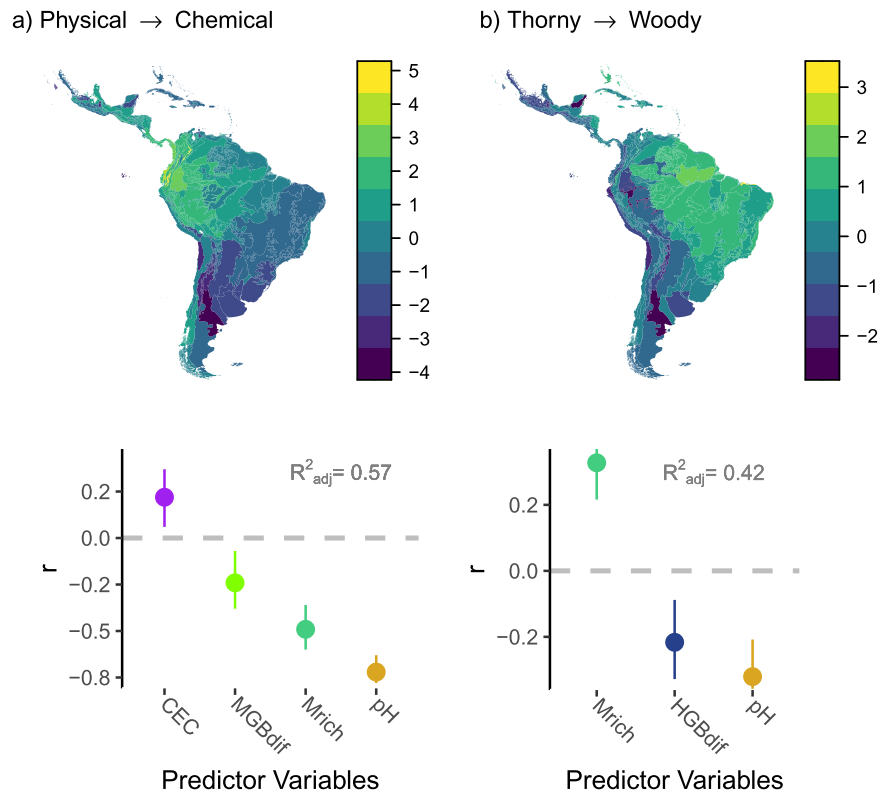 a) Physical → Chemical
b) Thorny → Woody
5
4
3
2
1
0
−1
−2
−3
−4
3
2
1
0
−1
−2
R²adj= 0.57
0.2
0.0
−0.2
−0.5
−0.8
r
CEC
MGBdif
Mrich
pH
Predictor Variables
R²adj= 0.42
0.2
0.0
−0.2
r
Mrich
HGBdif
pH
Predictor Variables